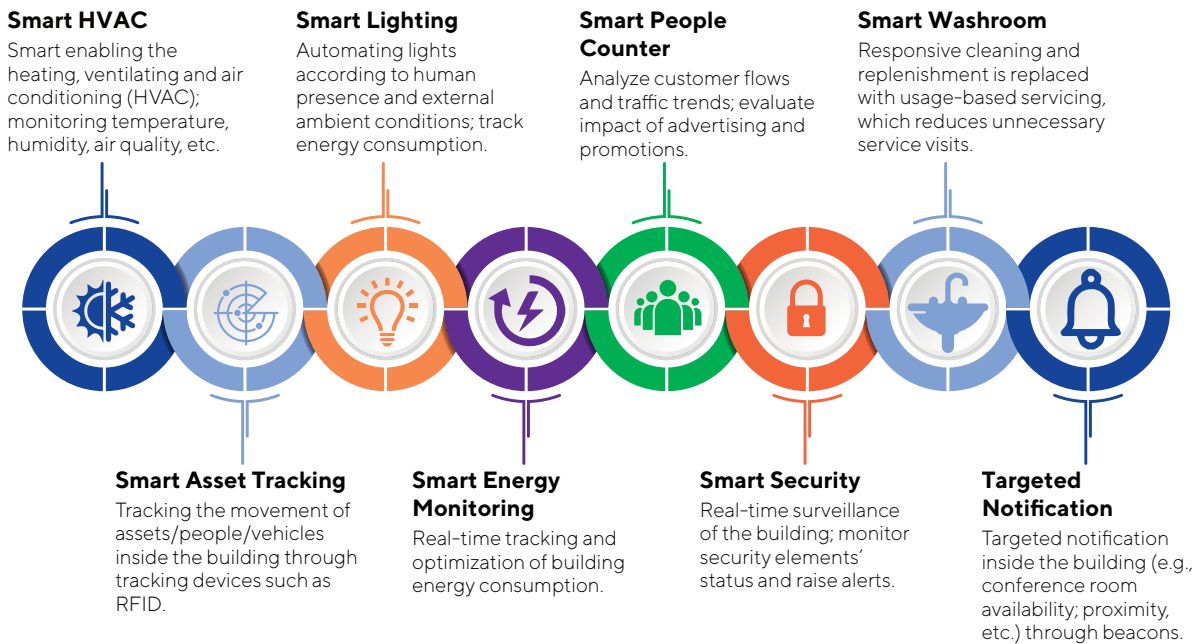 Smart HVAC
Smart enabling the
heating, ventilating and air
conditioning (HVAC);
monitoring temperature,
humidity, air quality, etc.
Smart Lighting
Automating lights
according to human
presence and external
ambient conditions; track
energy consumption.
Smart People
Counter
Analyze customer flows
and traffic trends; evaluate
impact of advertising and
promotions.
Smart Washroom
Responsive cleaning and
replenishment is replaced
with usage-based servicing,
which reduces unnecessary
service visits.
Smart Asset Tracking
Tracking the movement of
assets/people/vehicles
inside the building through
tracking devices such as
RFID.
Smart Energy
Monitoring
Real-time tracking and
optimization of building
energy consumption.
Smart Security
Real-time surveillance
of the building; monitor
security elements’
status and raise alerts.
Targeted
Notification
Targeted notification
inside the building (e.g.,
conference room
availability; proximity,
etc.) through beacons.